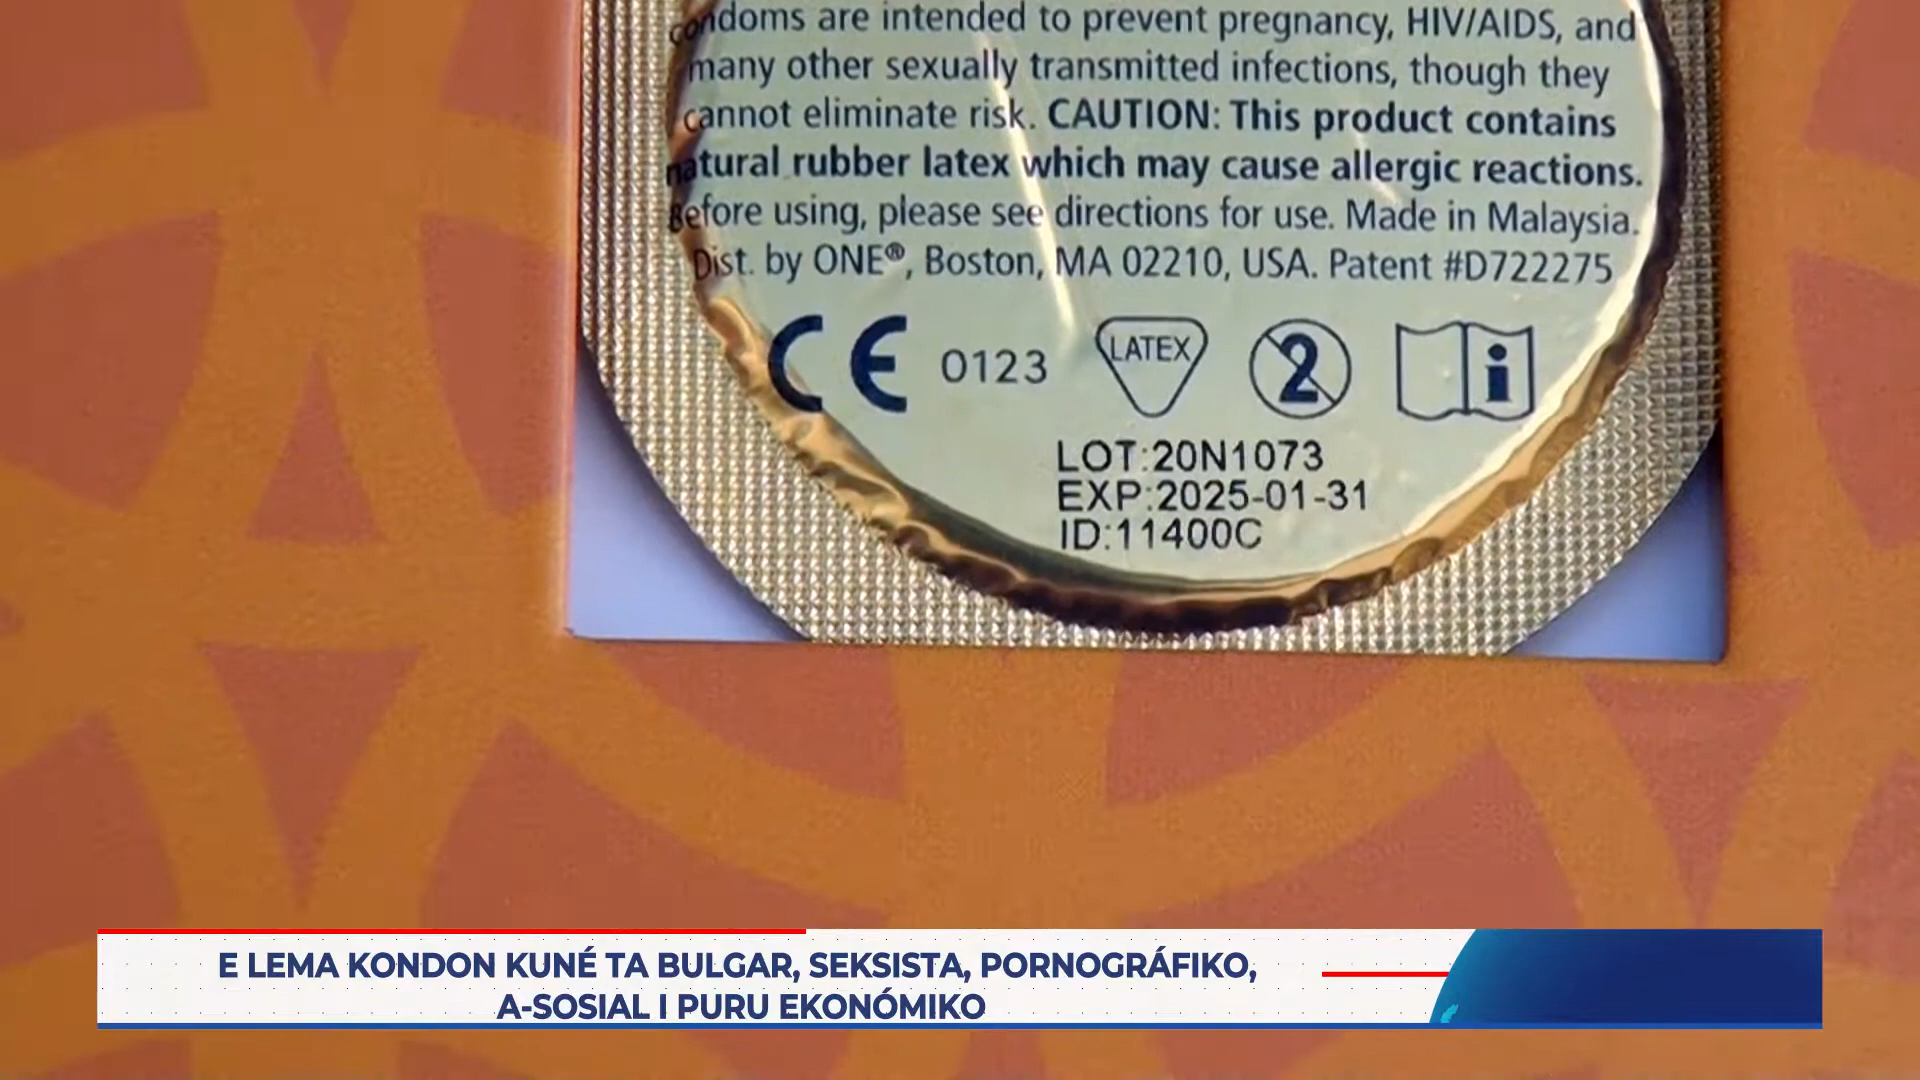 condoms are intended to prevent pregnancy, HIV/AIDS, and
many other sexually transmitted infections, though they
cannot eliminate risk. CAUTION: This product contains
natural rubber latex which may cause allergic reactions.
Before using, please see directions for use. Made in Malaysia.
Dist. by ONE®, Boston, MA 02210, USA. Patent #D722275
CE 0123 LATEX 2 i
LOT:20N1073
EXP:2025-01-31
ID:11400C
E LEMA KONDON KUNÉ TA BULGAR, SEKSISTA, PORNOGRÁFIKO,
A-SOSIAL I PURU EKONÓMIKO